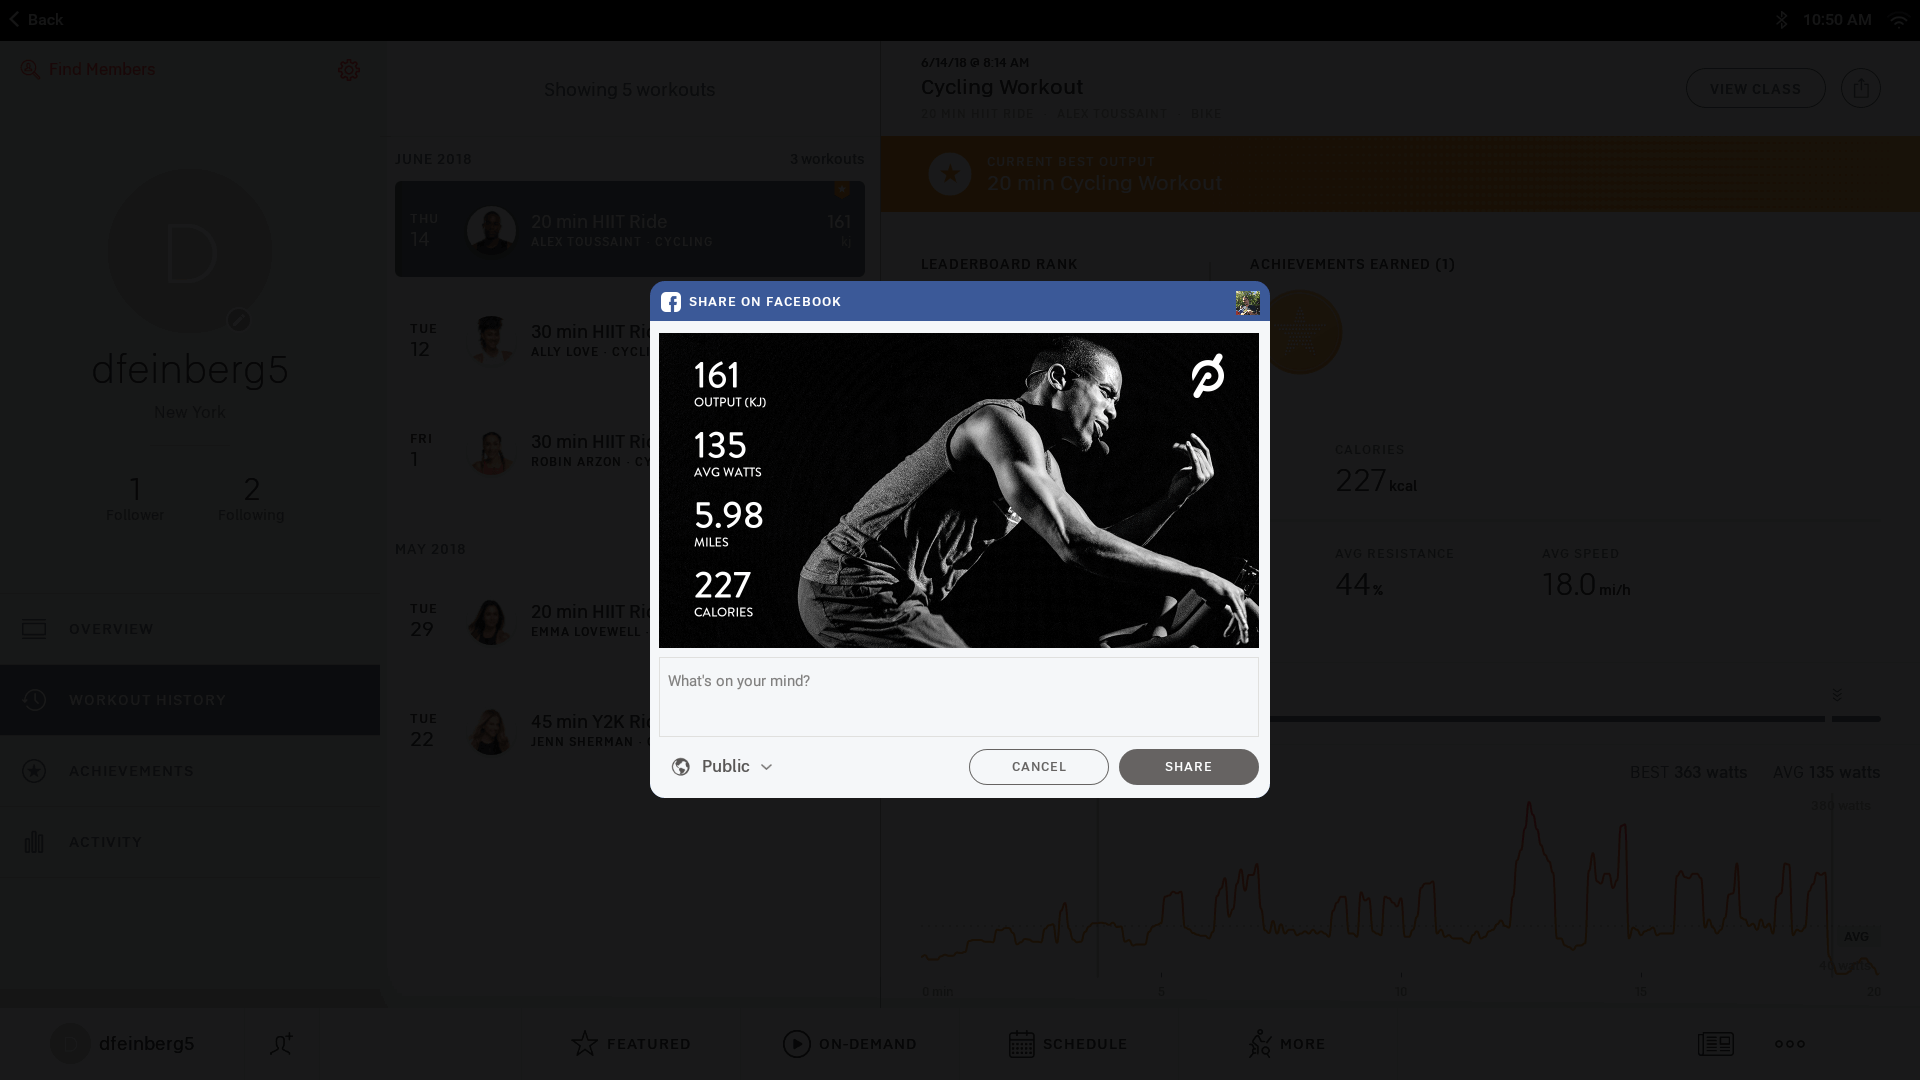 Back
10:50 AM
Find Members
D
dfeinberg5
New York
1
Follower
2
Following
OVERVIEW
WORKOUT HISTORY
ACHIEVEMENTS
ACTIVITY
Showing 5 workouts
JUNE 2018
3 workouts
THU
14
20 min HIIT Ride
ALEX TOUSSAINT · CYCLING
161
kj
TUE
12
30 min HIIT Ri
ALLY LOVE · CYCL
FRI
1
30 min HIIT Ri
ROBIN ARZON · CY
MAY 2018
TUE
29
20 min HIIT Ri
EMMA LOVEWELL ·
TUE
22
45 min Y2K Ri
JENN SHERMAN ·
6/14/18 @ 8:14 AM
Cycling Workout
20 MIN HIIT RIDE ALEX TOUSSAINT BIKE
VIEW CLASS
CURRENT BEST OUTPUT
20 min Cycling Workout
LEADERBOARD RANK
ACHIEVEMENTS EARNED (1)
CALORIES
227 kcal
AVG RESISTANCE
44 %
AVG SPEED
18.0 mi/h
BEST 363 watts AVG 135 watts
AVG
0 min 5 10 15 20
SHARE ON FACEBOOK
161
OUTPUT (KJ)
135
AVG WATTS
5.98
MILES
227
CALORIES
What's on your mind?
Public
CANCEL
SHARE
dfeinberg5
FEATURED
ON-DEMAND
SCHEDULE
MORE